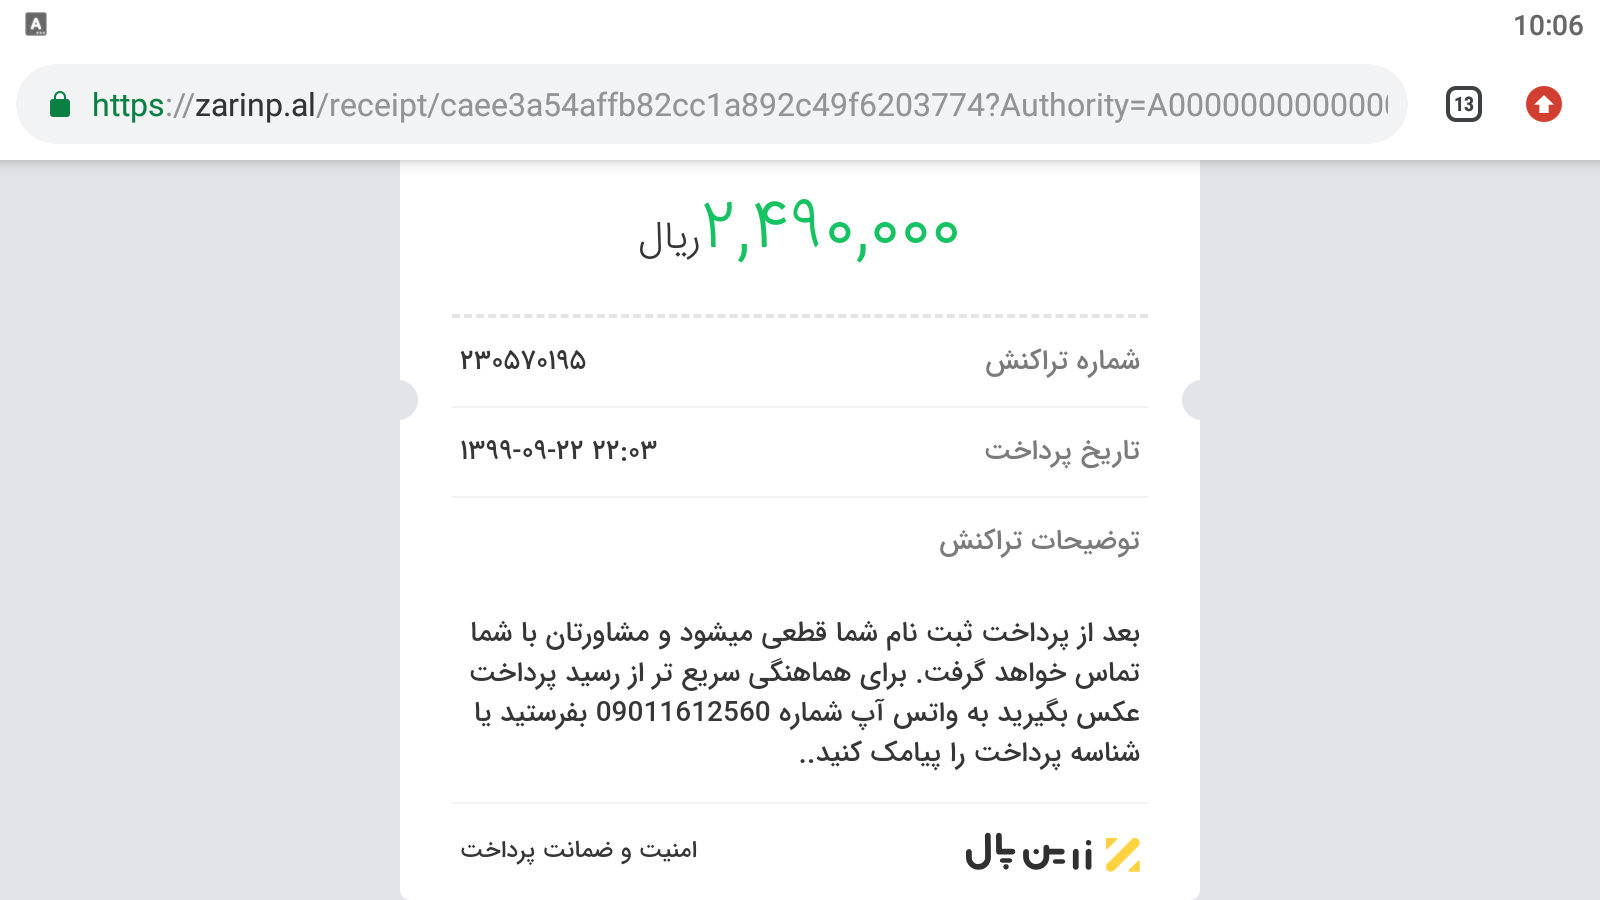 10:06
https://zarinp.al/receipt/caee3a54affb82cc1a892c49f6203774?Authority=A0000000000000
13
۲,۴۹۰,۰۰۰ ریال
شماره تراکنش ۲۳۰۵۷۰۱۹۵
تاریخ پرداخت ۱۳۹۹-۰۹-۲۲ ۲۲:۰۳
توضیحات تراکنش
بعد از پرداخت ثبت نام شما قطعی میشود و مشاورتان با شما
تماس خواهد گرفت. برای هماهنگی سریع تر از رسید پرداخت
عکس بگیرید به واتس آپ شماره 09011612560 بفرستید یا
شناسه پرداخت را پیامک کنید..
زرین پال امنیت و ضمانت پرداخت